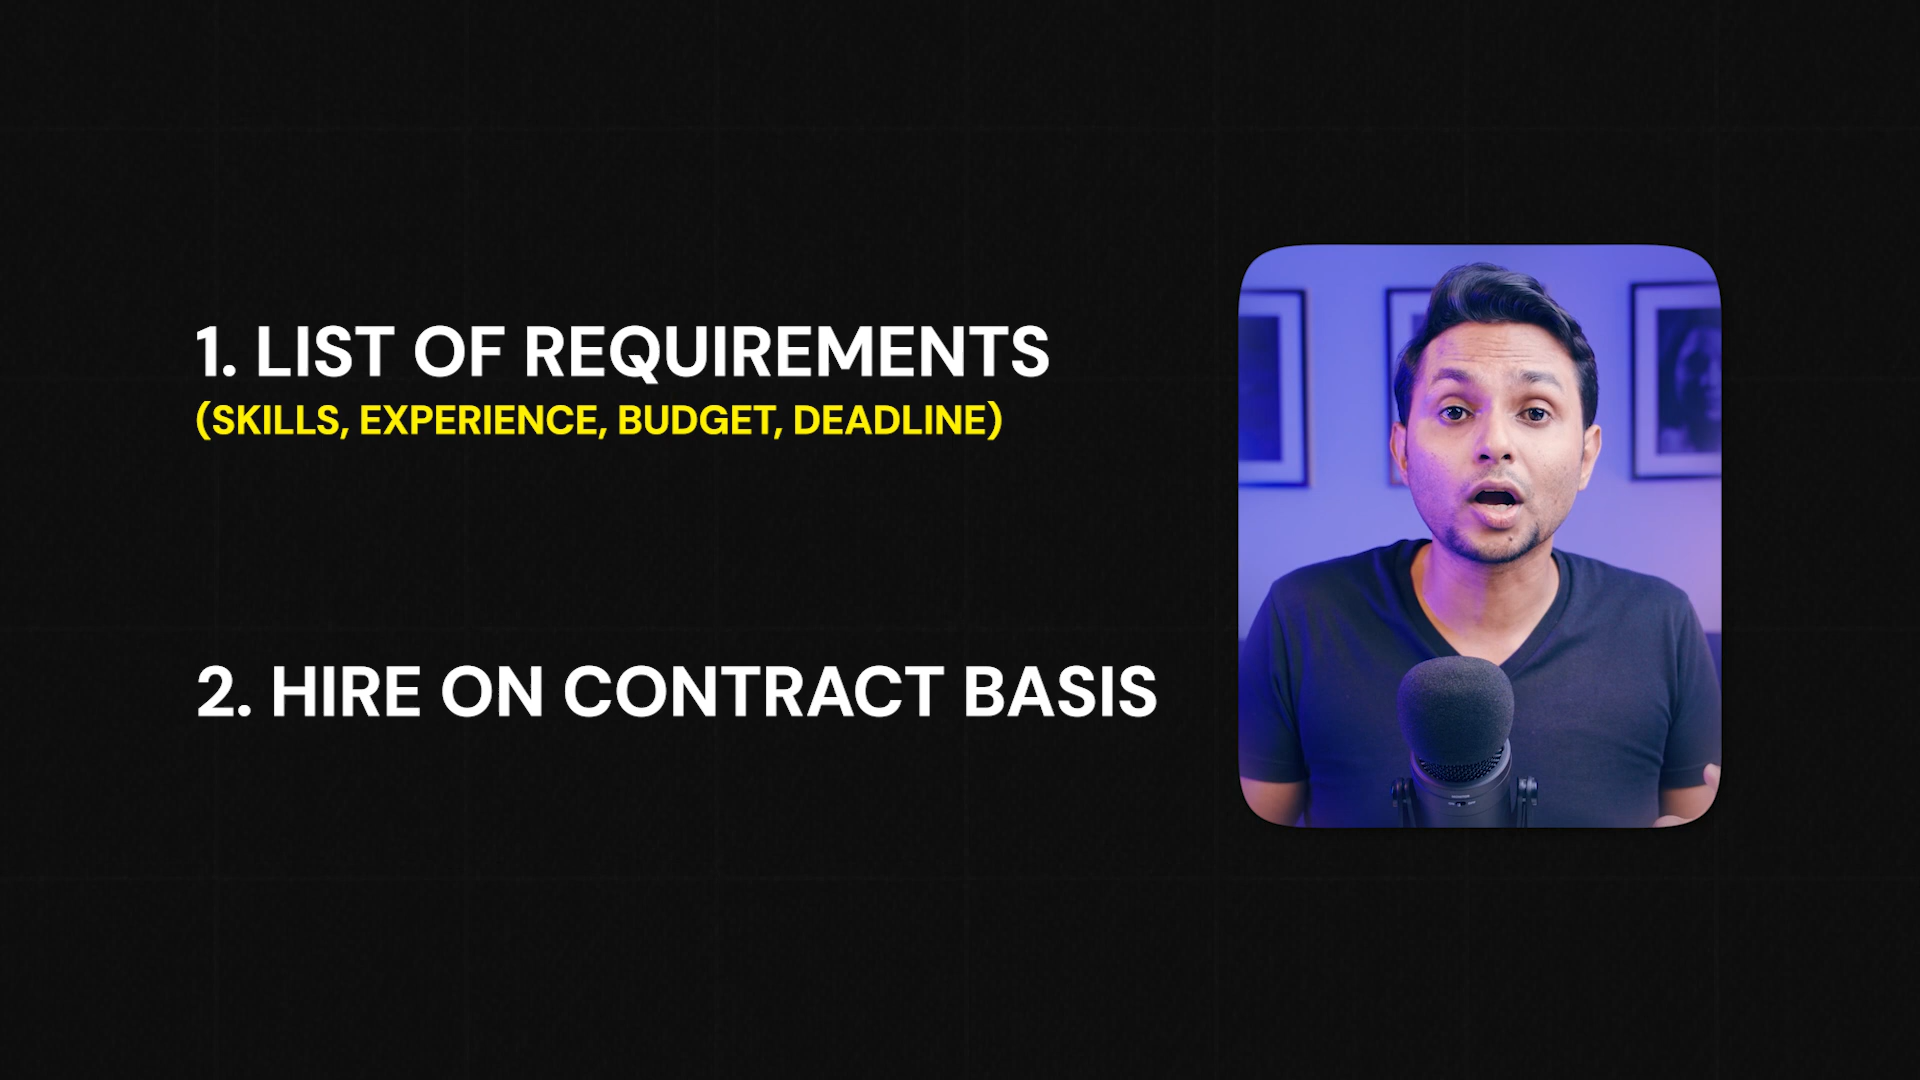 1. LIST OF REQUIREMENTS
(SKILLS, EXPERIENCE, BUDGET, DEADLINE)
2. HIRE ON CONTRACT BASIS